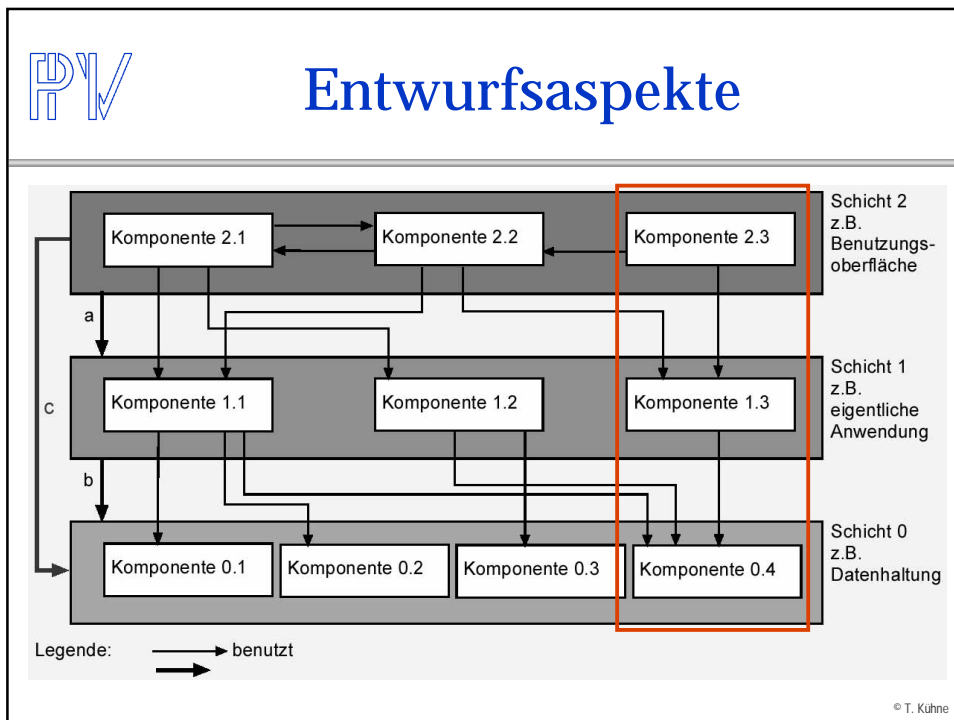 PPV
Entwurfsaspekte
Schicht 2
z.B.
Benutzungs-
oberfläche
Komponente 2.1
Komponente 2.2
Komponente 2.3
a
Schicht 1
z.B.
eigentliche
Anwendung
Komponente 1.1
Komponente 1.2
Komponente 1.3
c
b
Schicht 0
z.B.
Datenhaltung
Komponente 0.1
Komponente 0.2
Komponente 0.3
Komponente 0.4
Legende:
benutzt
© T. Kühne